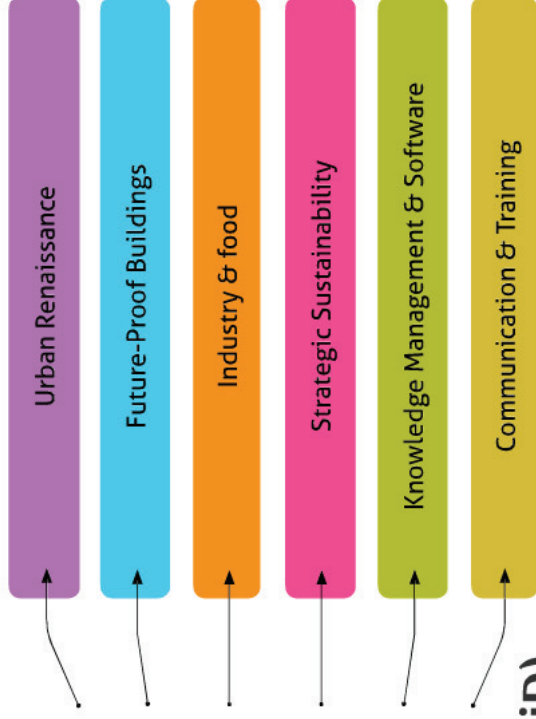 Urban Renaissance
Future-Proof Buildings
Industry & food
Strategic Sustainability
Knowledge Management & Software
Communication & Training